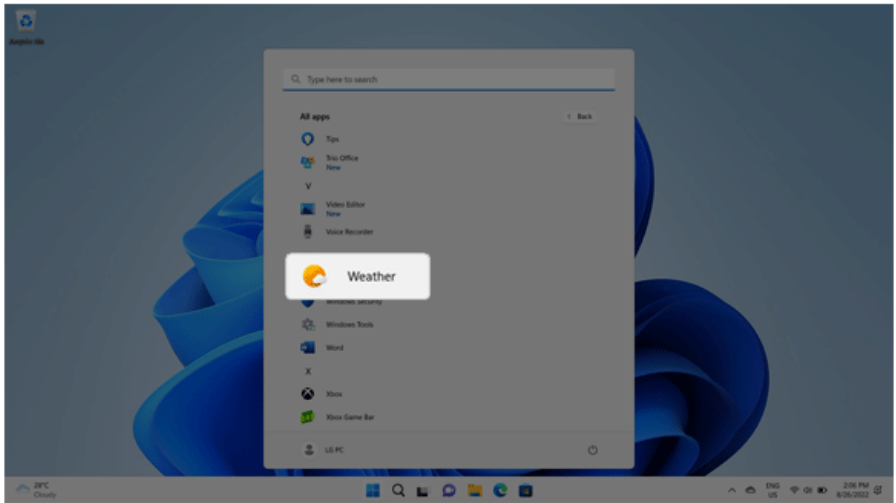 Recycle Bin
Type here to search
All apps
Back
Tips
Trio Office
New
V
Video Editor
New
Voice Recorder
Weather
Windows Security
Windows Tools
Word
X
Xbox
Xbox Game Bar
LG PC
28°C
Cloudy
ENG
US
2:06 PM
8/26/2022